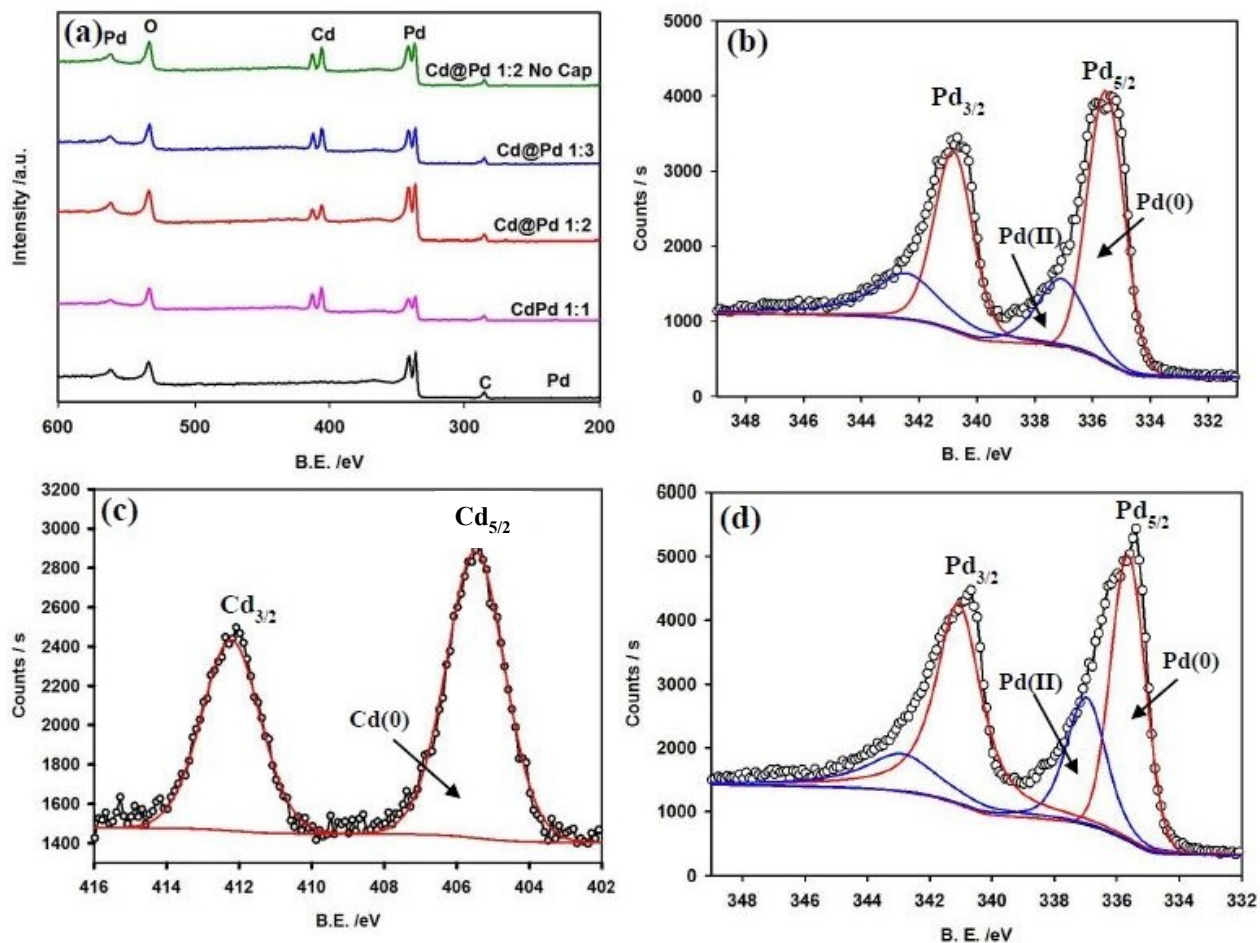 (a)
Pd
O
Cd
Pd
Cd@Pd 1:2 No Cap
Cd@Pd 1:3
Cd@Pd 1:2
CdPd 1:1
C
Pd
Intensity /a.u.
600 500 400 300 200
B.E. /eV
(b)
5000
4000
3000
2000
1000
0
Counts / s
Pd3/2
Pd5/2
Pd(0)
Pd(II)
348 346 344 342 340 338 336 334 332
B. E. /eV
(c)
3200
3000
2800
2600
2400
2200
2000
1800
1600
1400
Counts / s
Cd5/2
Cd3/2
Cd(0)
416 414 412 410 408 406 404 402
B.E. /eV
(d)
6000
5000
4000
3000
2000
1000
0
Counts / s
Pd5/2
Pd3/2
Pd(0)
Pd(II)
348 346 344 342 340 338 336 334 332
B. E. /eV